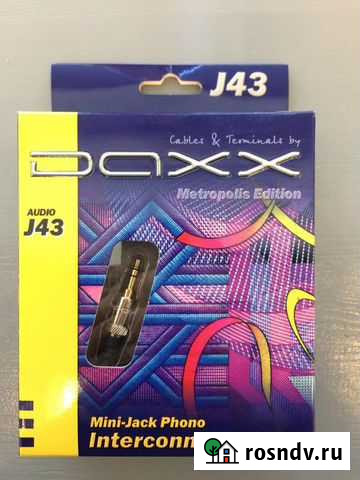 J43
Cables & Terminals by
DAXX
Metropolis Edition
AUDIO
J43
Mini-Jack Phono
Interconn
rosndv.ru